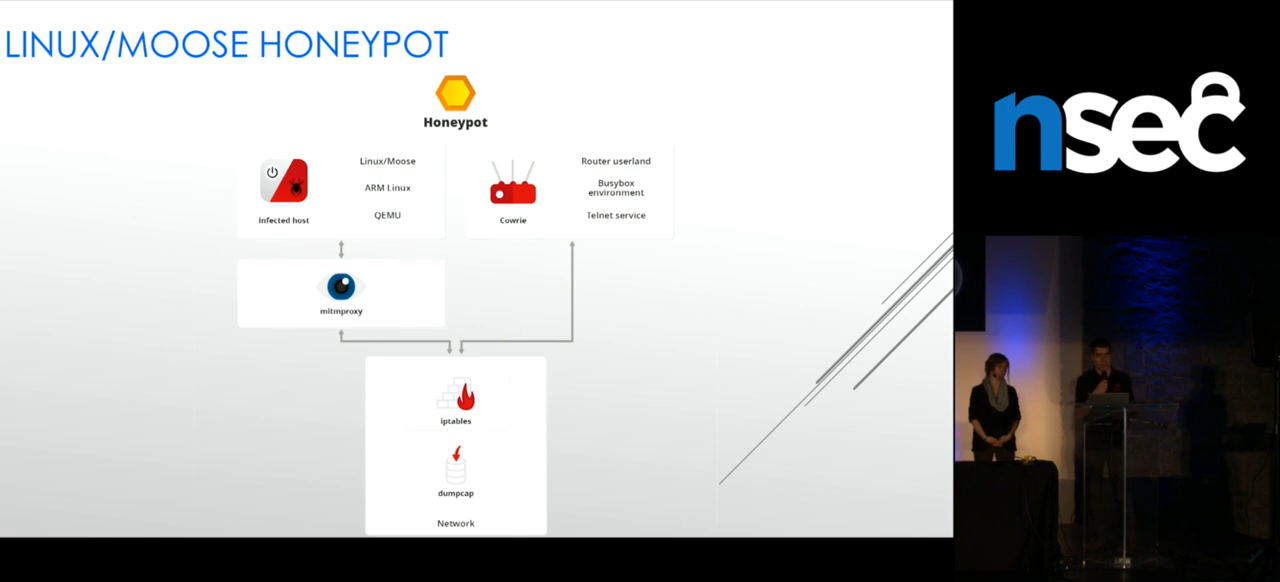 LINUX/MOOSE HONEYPOT
Honeypot
Linux/Moose
ARM Linux
QEMU
Infected host
Router userland
Busybox
environment
Telnet service
Cowrie
mitmproxy
iptables
dumpcap
Network
nsec